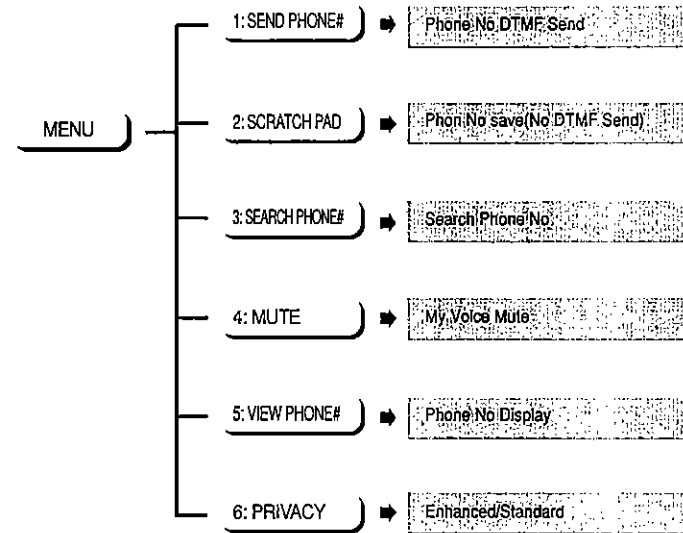 1: SEND PHONE# Phone No DTMF Send
MENU
2: SCRATCH PAD Phon No save(No DTMF Send)
3: SEARCH PHONE# Search Phone No
4: MUTE My Voice Mute
5: VIEW PHONE# Phone No Display
6: PRIVACY Enhanced/Standard